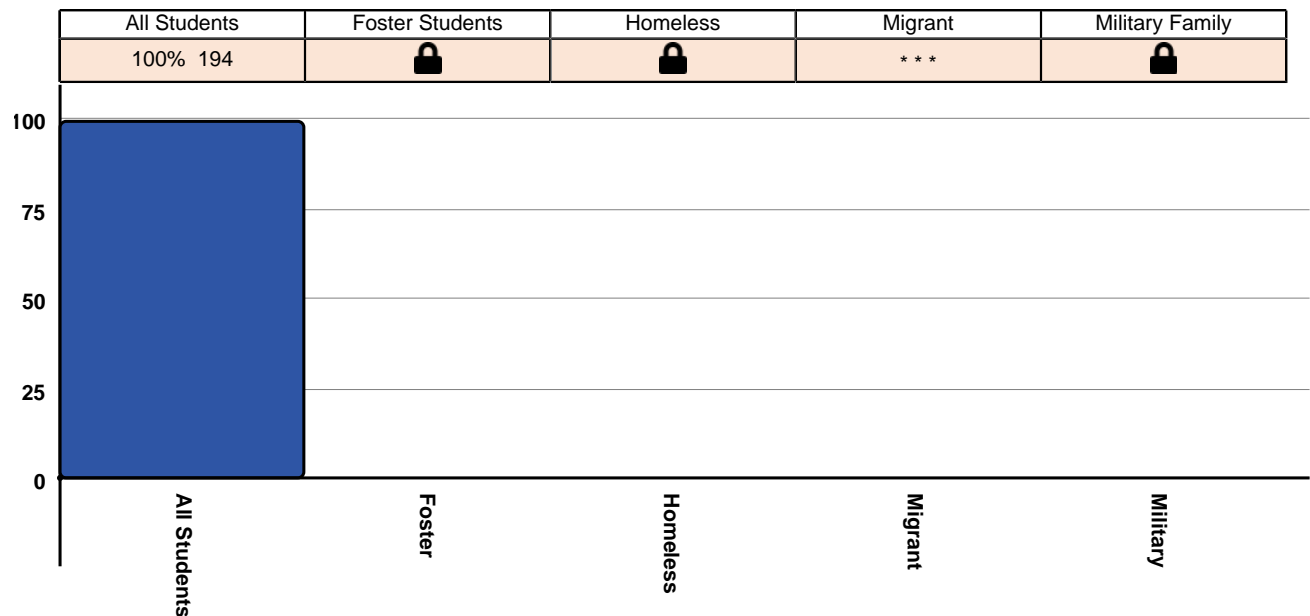 All Students Foster Students Homeless Migrant Military Family
100% 194 * * *
100
75
50
25
0
All Students
Foster
Homeless
Migrant
Military